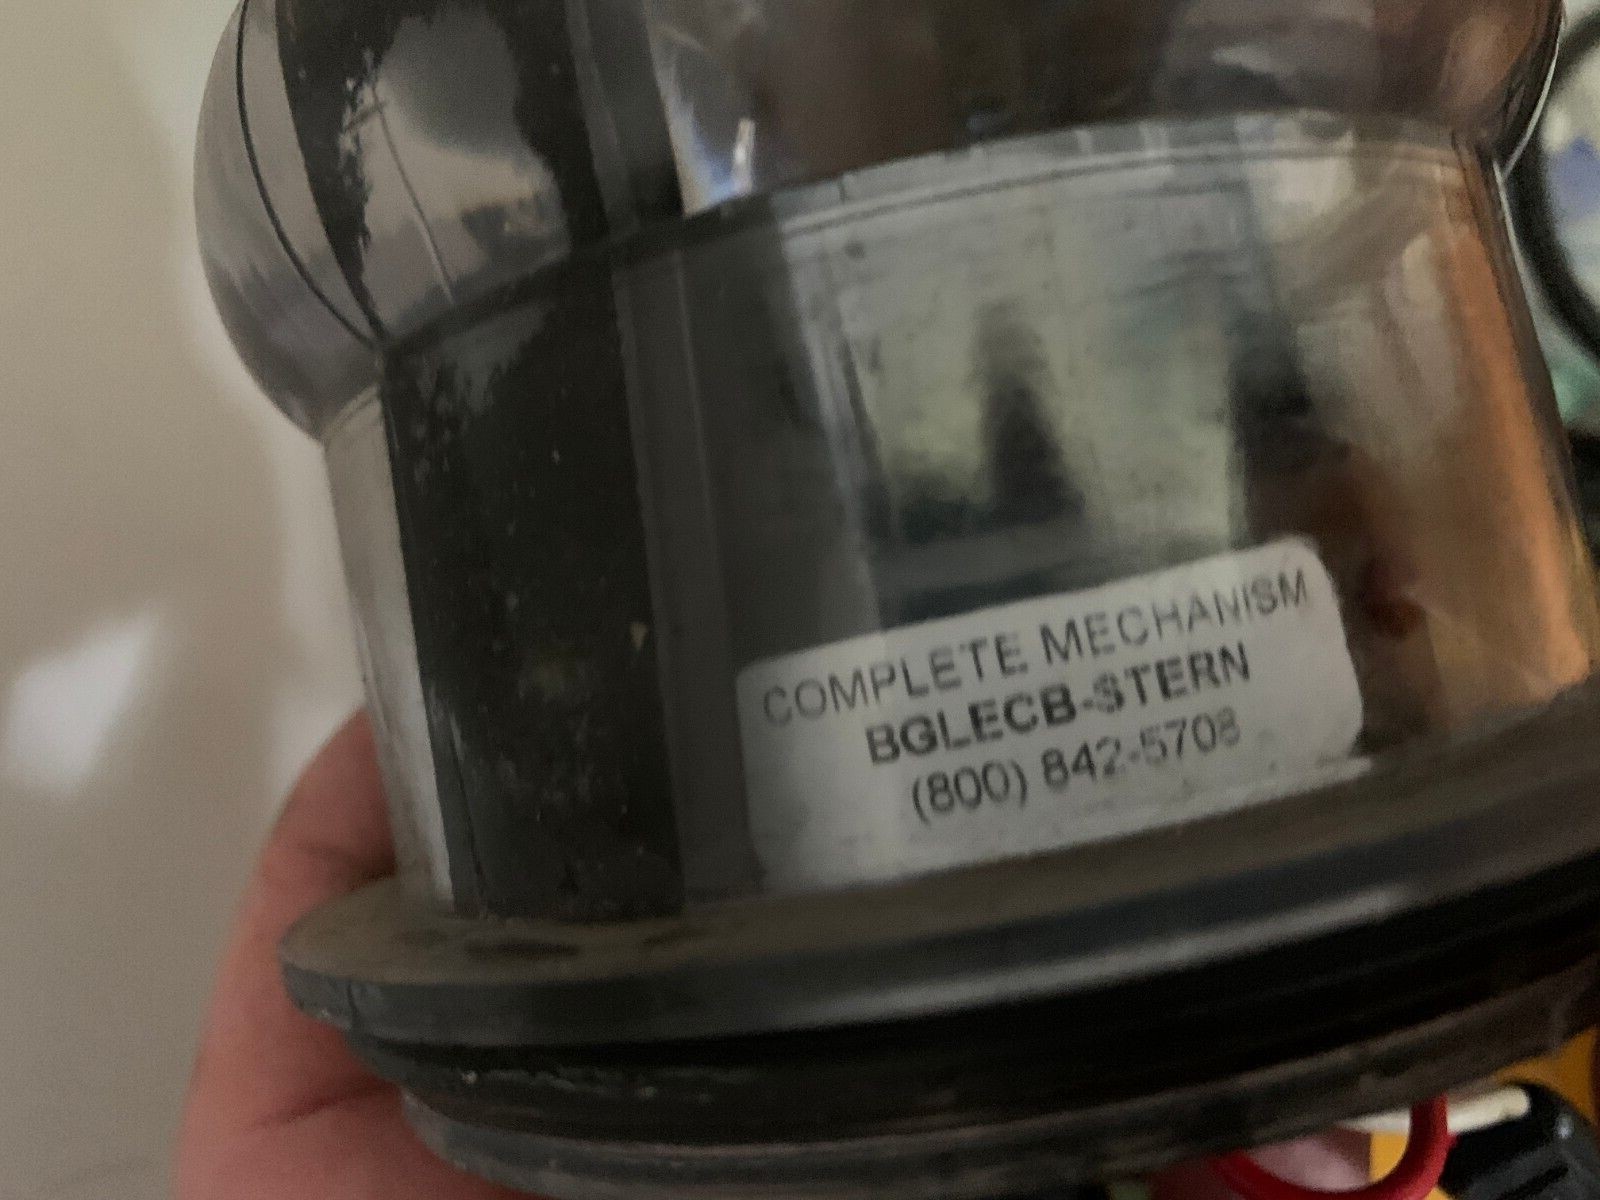 COMPLETE MECHANISM
BGLECB-STERN
(800) 842-5708